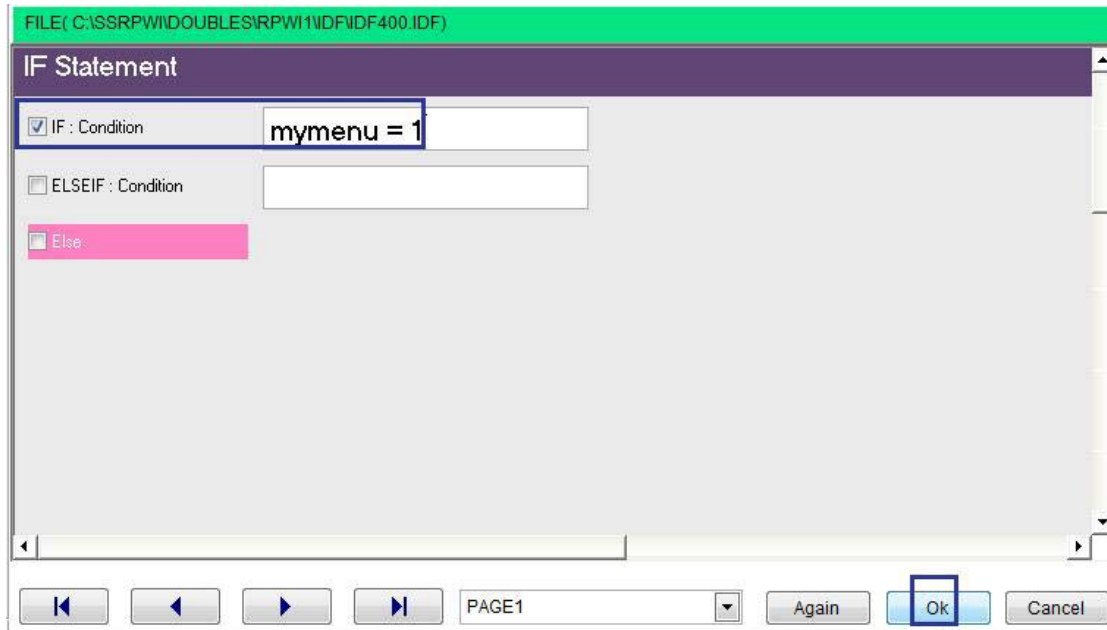 FILE( C:\SSRPWI\DOUBLES\RPWI1\IDF\IDF400.IDF)
IF Statement
IF : Condition mymenu = 1
ELSEIF : Condition
Else
PAGE1 Again Ok Cancel